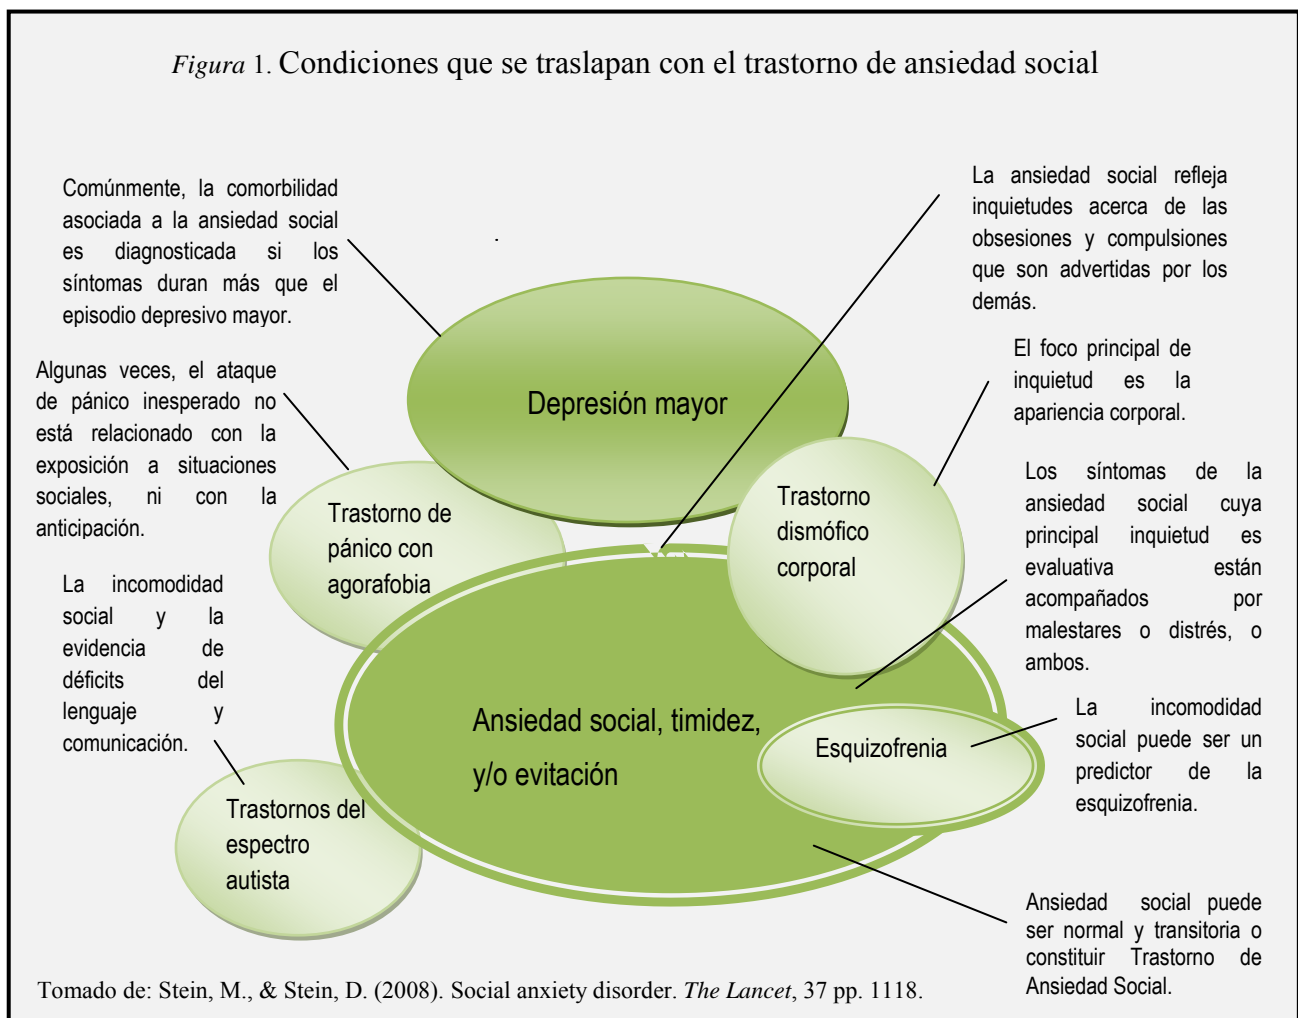 Figura 1. Condiciones que se traslapan con el trastorno de ansiedad social
Comúnmente, la comorbilidad
asociada a la ansiedad social
es diagnosticada si los
síntomas duran más que el
episodio depresivo mayor.
La ansiedad social refleja
inquietudes acerca de las
obsesiones y compulsiones
que son advertidas por los
demás.
Algunas veces, el ataque
de pánico inesperado no
está relacionado con la
exposición a situaciones
sociales, ni con la
anticipación.
Depresión mayor
El foco principal de
inquietud es la
apariencia corporal.
Trastorno de
pánico con
agorafobia
Trastorno
dismófico
corporal
Los síntomas de la
ansiedad social cuya
principal inquietud es
evaluativa están
acompañados por
malestares o distrés, o
ambos.
La incomodidad
social y la
evidencia de
déficits del
lenguaje y
comunicación.
Ansiedad social, timidez,
y/o evitación
Esquizofrenia
La incomodidad
social puede ser un
predictor de la
esquizofrenia.
Trastornos del
espectro
autista
Ansiedad social puede
ser normal y transitoria o
constituir Trastorno de
Ansiedad Social.
Tomado de: Stein, M., & Stein, D. (2008). Social anxiety disorder. The Lancet, 37 pp. 1118.